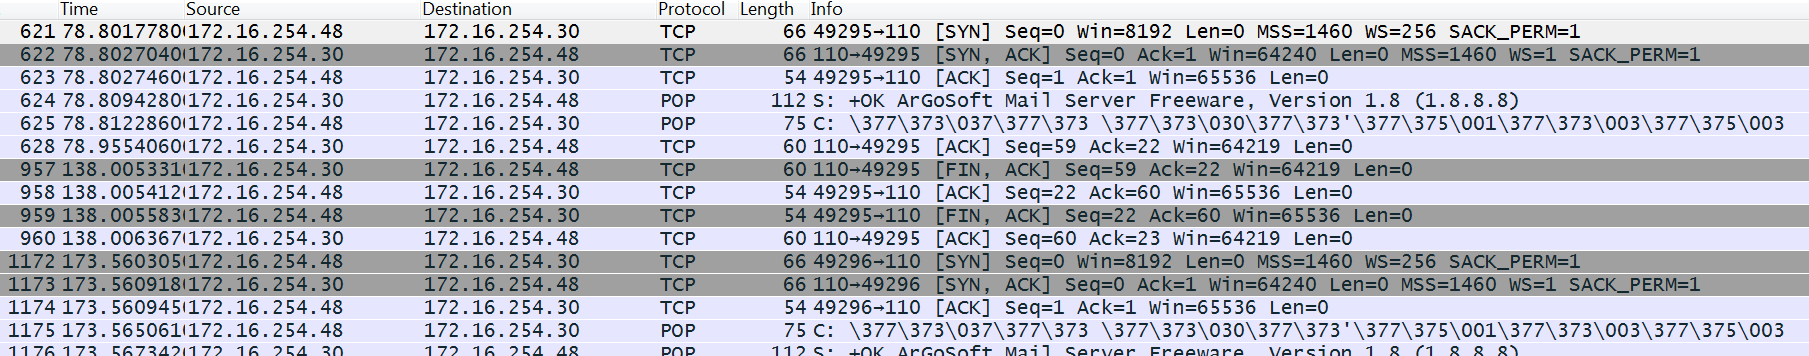 Time Source Destination Protocol Length Info
621 78.8017780 172.16.254.48 172.16.254.30 TCP 66 49295→110 [SYN] Seq=0 Win=8192 Len=0 MSS=1460 WS=256 SACK_PERM=1
622 78.8027040 172.16.254.30 172.16.254.48 TCP 66 110→49295 [SYN, ACK] Seq=0 Ack=1 Win=64240 Len=0 MSS=1460 WS=1 SACK_PERM=1
623 78.8027460 172.16.254.48 172.16.254.30 TCP 54 49295→110 [ACK] Seq=1 Ack=1 Win=65536 Len=0
624 78.8094280 172.16.254.30 172.16.254.48 POP 112 S: +OK ArGoSoft Mail Server Freeware, Version 1.8 (1.8.8.8)
625 78.8122860 172.16.254.48 172.16.254.30 POP 75 C: \377\373\037\377\373 \377\373\030\377\373'\377\375\001\377\373\003\377\375\003
628 78.9554060 172.16.254.30 172.16.254.48 TCP 60 110→49295 [ACK] Seq=59 Ack=22 Win=64219 Len=0
957 138.005331 172.16.254.30 172.16.254.48 TCP 60 110→49295 [FIN, ACK] Seq=59 Ack=22 Win=64219 Len=0
958 138.005412 172.16.254.48 172.16.254.30 TCP 54 49295→110 [ACK] Seq=22 Ack=60 Win=65536 Len=0
959 138.005583 172.16.254.48 172.16.254.30 TCP 54 49295→110 [FIN, ACK] Seq=22 Ack=60 Win=65536 Len=0
960 138.006367 172.16.254.30 172.16.254.48 TCP 60 110→49295 [ACK] Seq=60 Ack=23 Win=64219 Len=0
1172 173.560305 172.16.254.48 172.16.254.30 TCP 66 49296→110 [SYN] Seq=0 Win=8192 Len=0 MSS=1460 WS=256 SACK_PERM=1
1173 173.560918 172.16.254.30 172.16.254.48 TCP 66 110→49296 [SYN, ACK] Seq=0 Ack=1 Win=64240 Len=0 MSS=1460 WS=1 SACK_PERM=1
1174 173.560945 172.16.254.48 172.16.254.30 TCP 54 49296→110 [ACK] Seq=1 Ack=1 Win=65536 Len=0
1175 173.565061 172.16.254.48 172.16.254.30 POP 75 C: \377\373\037\377\373 \377\373\030\377\373'\377\375\001\377\373\003\377\375\003
1176 173.567342 172.16.254.30 172.16.254.48 POP 112 S: +OK ArGoSoft Mail Server Freeware, Version 1.8 (1.8.8.8)